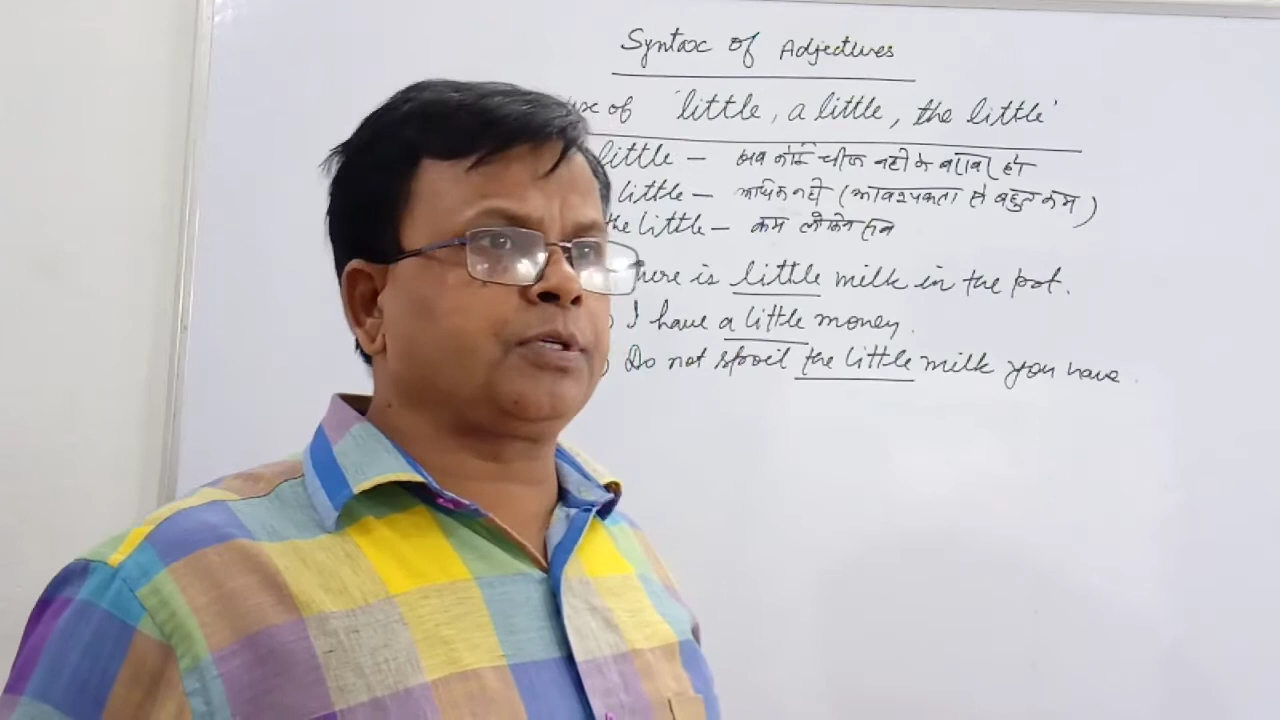 Syntax of Adjectives
use of 'little, a little, the little'
little – जब कोई चीज नहीं के बराबर हो
little – अधिक नहीं (आवश्यकता से बहुत कम)
the little – कम लेकिन सब
here is little milk in the pot.
) I have a little money.
) Do not spoil the little milk you have.